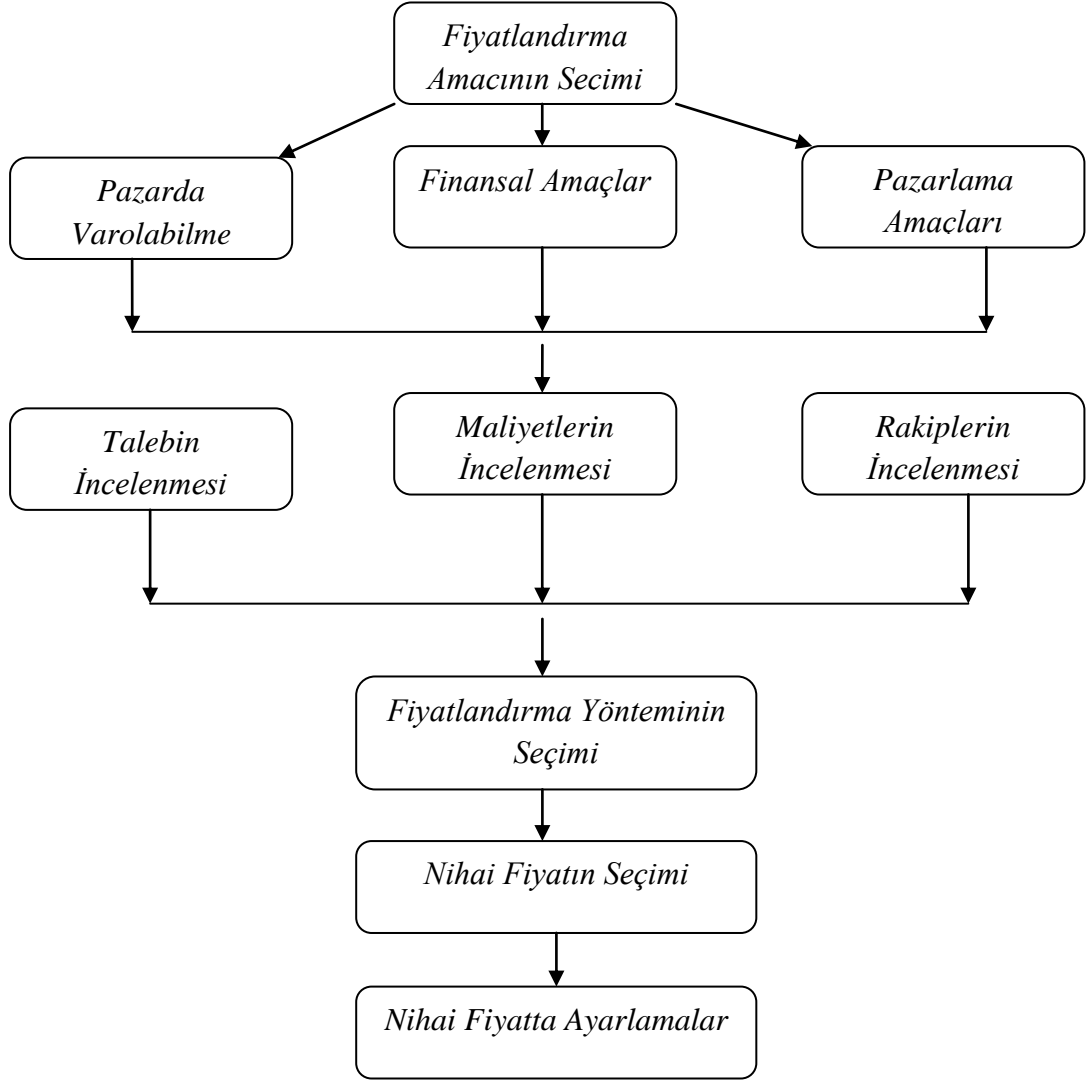 Fiyatlandırma
Amacının Secimi
Pazarda
Varolabilme
Finansal Amaçlar
Pazarlama
Amaçları
Talebin
İncelenmesi
Maliyetlerin
İncelenmesi
Rakiplerin
İncelenmesi
Fiyatlandırma Yönteminin
Seçimi
Nihai Fiyatın Seçimi
Nihai Fiyatta Ayarlamalar